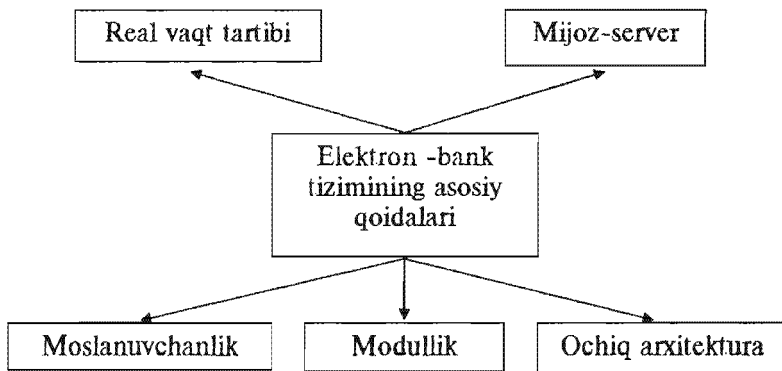 Real vaqt tartibi
Mijoz-server
Elektron -bank
tizimining asosiy
qoidalari
Moslanuvchanlik
Modullik
Ochiq arxitektura